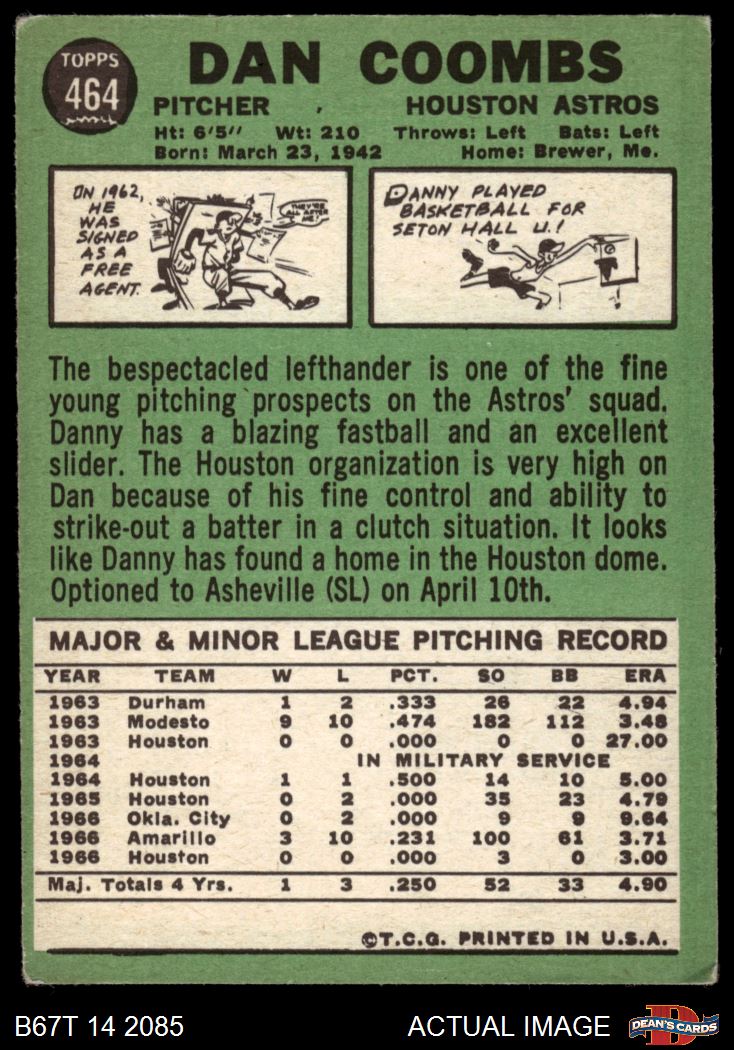 TOPPS
464
DAN COOMBS
PITCHER HOUSTON ASTROS
Ht: 6'5" Wt: 210 Throws: Left Bats: Left
Born: March 23, 1942 Home: Brewer, Me.
IN 1962,
HE
WAS
SIGNED
AS A
FREE
AGENT.
THEY'RE
ALL AFTER
ME!
DANNY PLAYED
BASKETBALL FOR
SETON HALL U.!
The bespectacled lefthander is one of the fine
young pitching prospects on the Astros' squad.
Danny has a blazing fastball and an excellent
slider. The Houston organization is very high on
Dan because of his fine control and ability to
strike-out a batter in a clutch situation. It looks
like Danny has found a home in the Houston dome.
Optioned to Asheville (SL) on April 10th.
MAJOR & MINOR LEAGUE PITCHING RECORD
YEAR TEAM W L PCT. SO BB ERA
1963 Durham 1 2 .333 26 22 4.94
1963 Modesto 9 10 .474 182 112 3.48
1963 Houston 0 0 .000 0 0 27.00
1964 IN MILITARY SERVICE
1964 Houston 1 1 .500 14 10 5.00
1965 Houston 0 2 .000 35 23 4.79
1966 Okla. City 0 2 .000 9 9 9.64
1966 Amarillo 3 10 .231 100 61 3.71
1966 Houston 0 0 .000 3 0 3.00
Maj. Totals 4 Yrs. 1 3 .250 52 33 4.90
©T.C.G. PRINTED IN U.S.A.
B67T 14 2085 ACTUAL IMAGE
DEAN'S CARDS